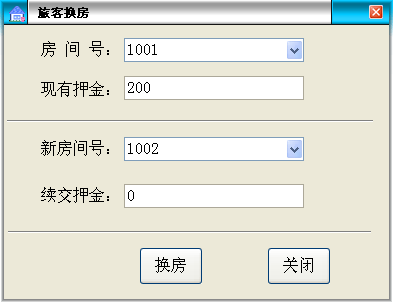 旅客换房
房 间 号： 1001
现有押金： 200
新房间号： 1002
续交押金： 0
换房 关闭